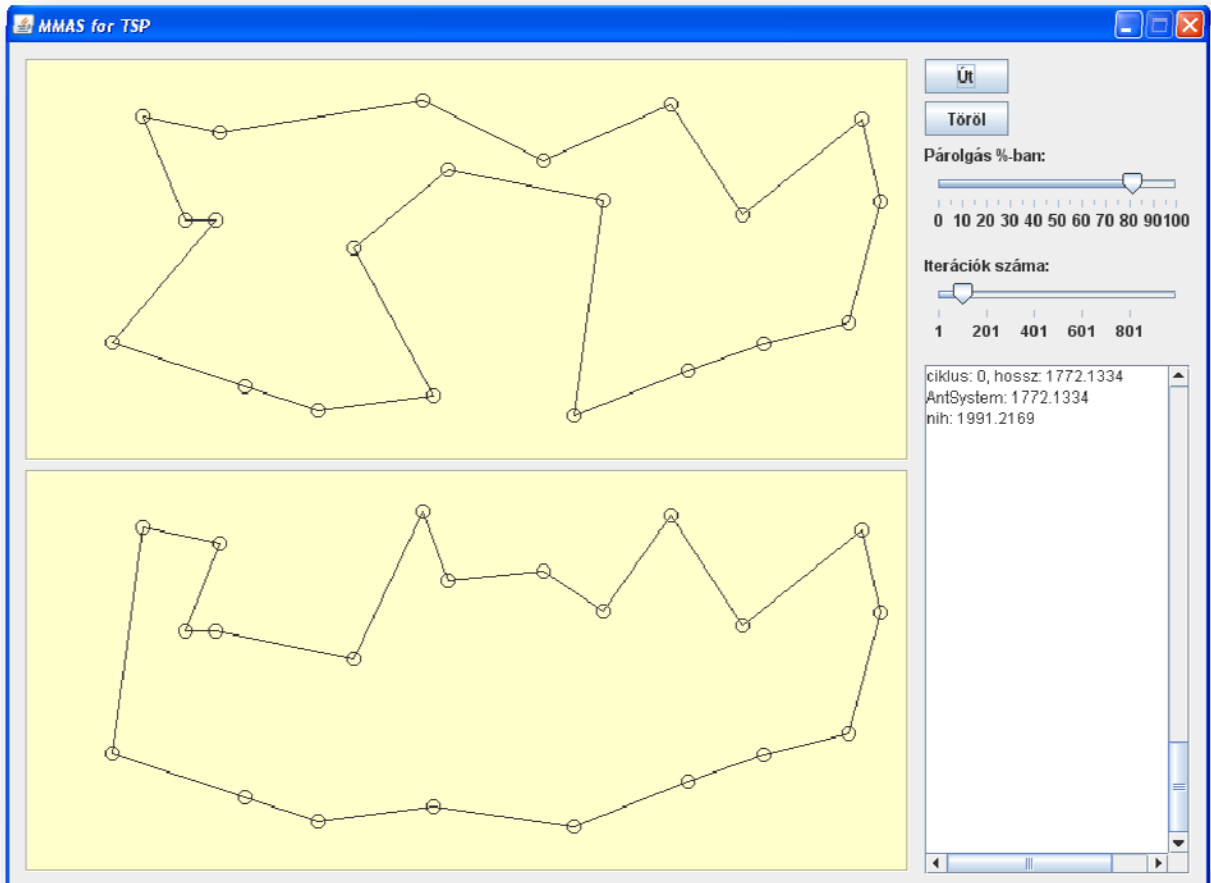 MMAS for TSP
Út
Töröl
Párolgás %-ban:
0 10 20 30 40 50 60 70 80 90100
Iterációk száma:
1 201 401 601 801
ciklus: 0, hossz: 1772.1334
AntSystem: 1772.1334
nih: 1991.2169